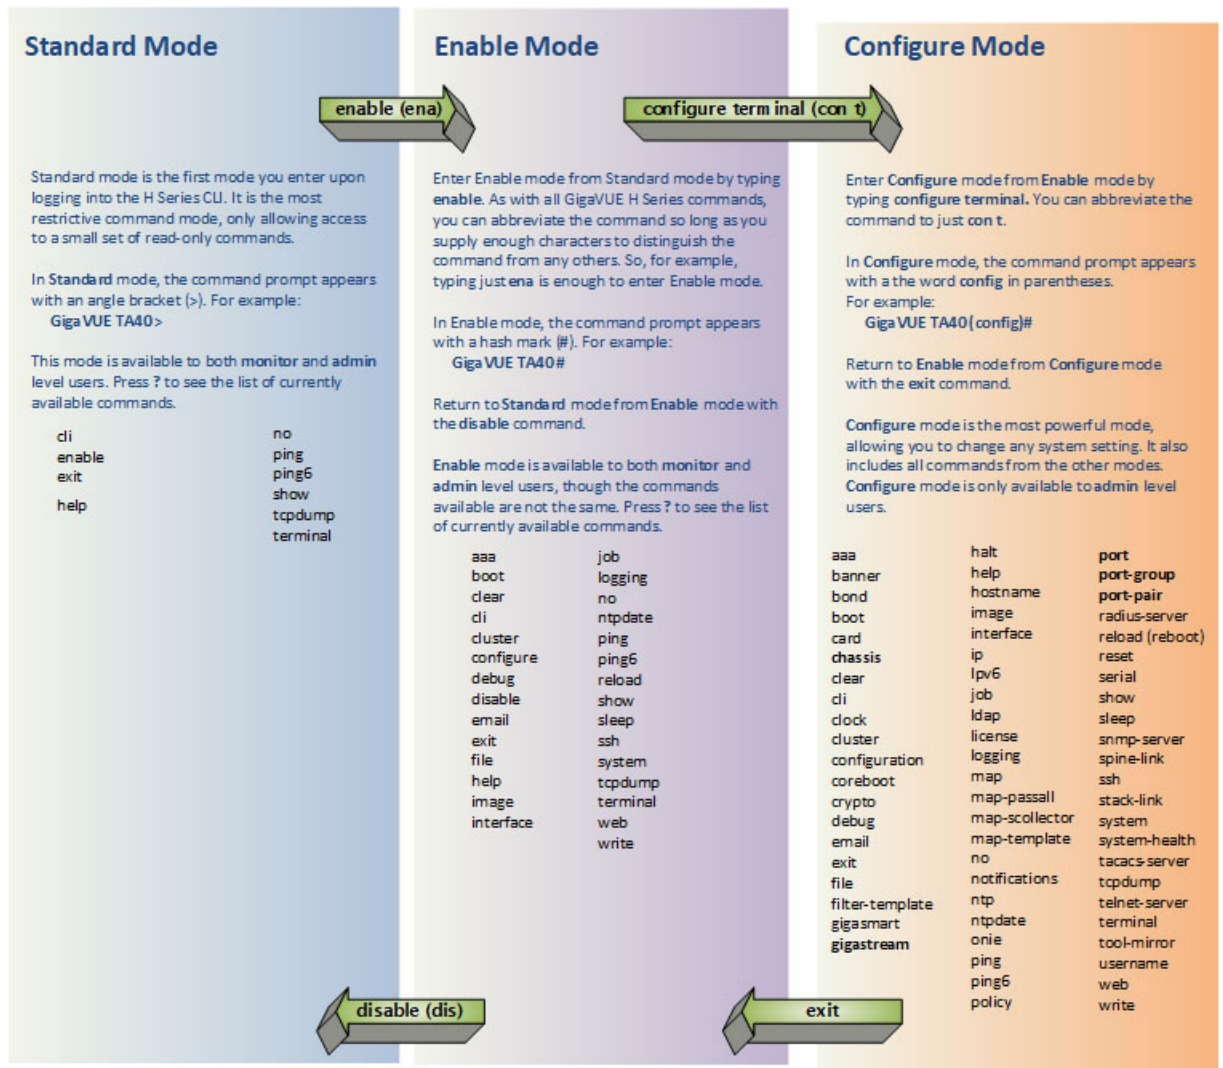 Standard Mode
enable (ena)
Standard mode is the first mode you enter upon
logging into the H Series CLI. It is the most
restrictive command mode, only allowing access
to a small set of read-only commands.
In Standard mode, the command prompt appears
with an angle bracket (>). For example:
GigaVUE TA40>
This mode is available to both monitor and admin
level users. Press ? to see the list of currently
available commands.
cli
enable
exit
help
no
ping
ping6
show
tcpdump
terminal
disable (dis)
Enable Mode
configure terminal (con t)
Enter Enable mode from Standard mode by typing
enable. As with all GigaVUE H Series commands,
you can abbreviate the command so long as you
supply enough characters to distinguish the
command from any others. So, for example,
typing just ena is enough to enter Enable mode.
In Enable mode, the command prompt appears
with a hash mark (#). For example:
GigaVUE TA40#
Return to Standard mode from Enable mode with
the disable command.
Enable mode is available to both monitor and
admin level users, though the commands
available are not the same. Press ? to see the list
of currently available commands.
aaa
boot
clear
cli
cluster
configure
debug
disable
email
exit
file
help
image
interface
job
logging
no
ntpdate
ping
ping6
reload
show
sleep
ssh
system
tcpdump
terminal
web
write
exit
Configure Mode
Enter Configure mode from Enable mode by
typing configure terminal. You can abbreviate the
command to just con t.
In Configure mode, the command prompt appears
with a the word config in parentheses.
For example:
GigaVUE TA40(config)#
Return to Enable mode from Configure mode
with the exit command.
Configure mode is the most powerful mode,
allowing you to change any system setting. It also
includes all commands from the other modes.
Configure mode is only available to admin level
users.
aaa
banner
bond
boot
card
chassis
clear
cli
clock
cluster
configuration
coreboot
crypto
debug
email
exit
file
filter-template
gigasmart
gigastream
halt
help
hostname
image
interface
ip
Ipv6
job
ldap
license
logging
map
map-passall
map-scollector
map-template
no
notifications
ntp
ntpdate
onie
ping
ping6
policy
port
port-group
port-pair
radius-server
reload (reboot)
reset
serial
show
sleep
snmp-server
spine-link
ssh
stack-link
system
system-health
tacacs-server
tcpdump
telnet-server
terminal
tool-mirror
username
web
write